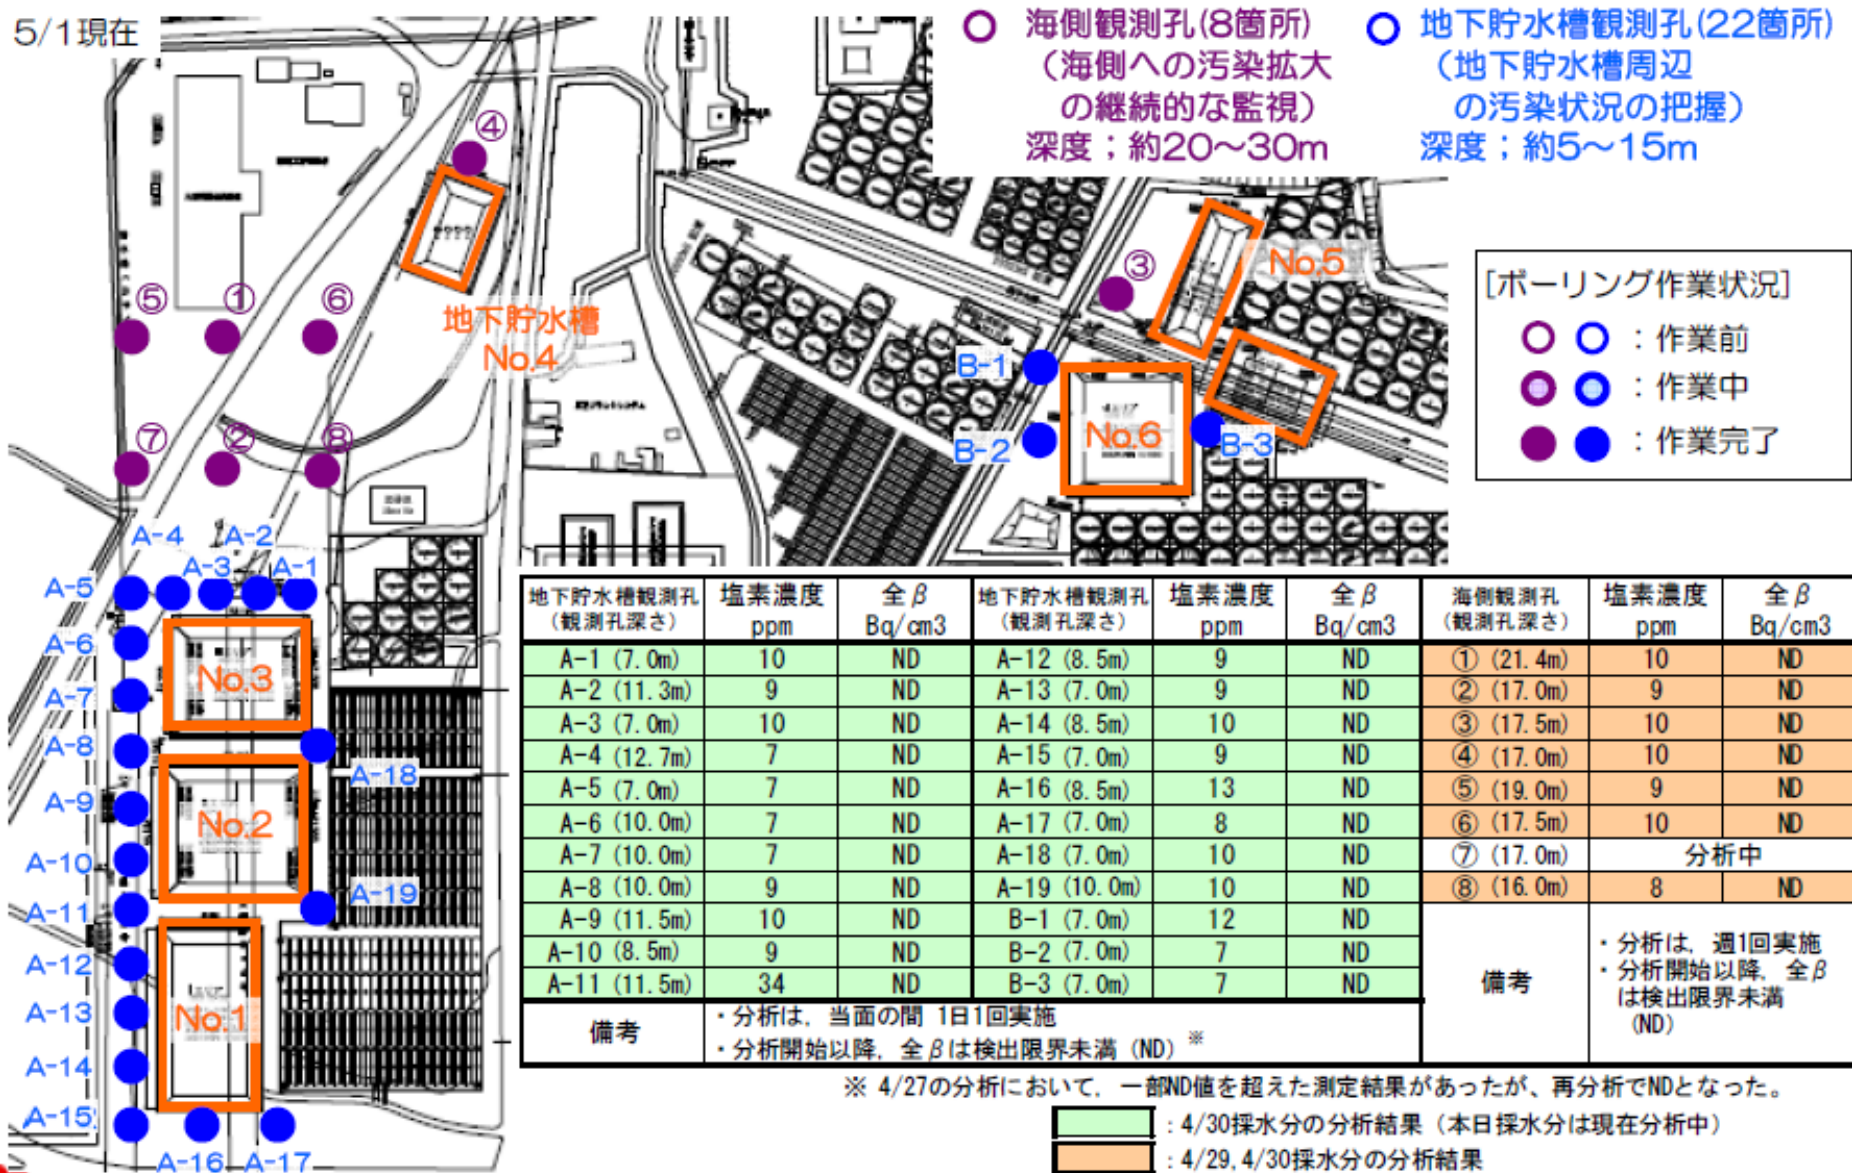 5/1現在
海側観測孔(8箇所)
(海側への汚染拡大
の継続的な監視)
深度;約20~30m
地下貯水槽観測孔(22箇所)
(地下貯水槽周辺
の汚染状況の把握)
深度;約5~15m
[ボーリング作業状況]
:作業前
:作業中
:作業完了
④
⑤ ① ⑥
地下貯水槽
No.4
⑦ ② ⑧
③
No.5
B-1
B-2
No.6
B-3
A-4 A-2
A-3 A-1
A-5
A-6
No.3
A-7
A-8
A-18
A-9
No.2
A-10
A-19
A-11
A-12
A-13
No.1
A-14
A-15
A-16 A-17
地下貯水槽観測孔 塩素濃度 全β 地下貯水槽観測孔 塩素濃度 全β 海側観測孔 塩素濃度 全β
(観測孔深さ) ppm Bq/cm3 (観測孔深さ) ppm Bq/cm3 (観測孔深さ) ppm Bq/cm3
A-1 (7.0m) 10 ND A-12 (8.5m) 9 ND ① (21.4m) 10 ND
A-2 (11.3m) 9 ND A-13 (7.0m) 9 ND ② (17.0m) 9 ND
A-3 (7.0m) 10 ND A-14 (8.5m) 10 ND ③ (17.5m) 10 ND
A-4 (12.7m) 7 ND A-15 (7.0m) 9 ND ④ (17.0m) 10 ND
A-5 (7.0m) 7 ND A-16 (8.5m) 13 ND ⑤ (19.0m) 9 ND
A-6 (10.0m) 7 ND A-17 (7.0m) 8 ND ⑥ (17.5m) 10 ND
A-7 (10.0m) 7 ND A-18 (7.0m) 10 ND ⑦ (17.0m) 分析中
A-8 (10.0m) 9 ND A-19 (10.0m) 10 ND ⑧ (16.0m) 8 ND
A-9 (11.5m) 10 ND B-1 (7.0m) 12 ND
A-10 (8.5m) 9 ND B-2 (7.0m) 7 ND
A-11 (11.5m) 34 ND B-3 (7.0m) 7 ND
備考
・分析は、当面の間 1日1回実施
・分析開始以降、全βは検出限界未満(ND)※
備考
・分析は、週1回実施
・分析開始以降、全β
は検出限界未満
(ND)
※ 4/27の分析において、一部ND値を超えた測定結果があったが、再分析でNDとなった。
:4/30採水分の分析結果(本日採水分は現在分析中)
:4/29,4/30採水分の分析結果